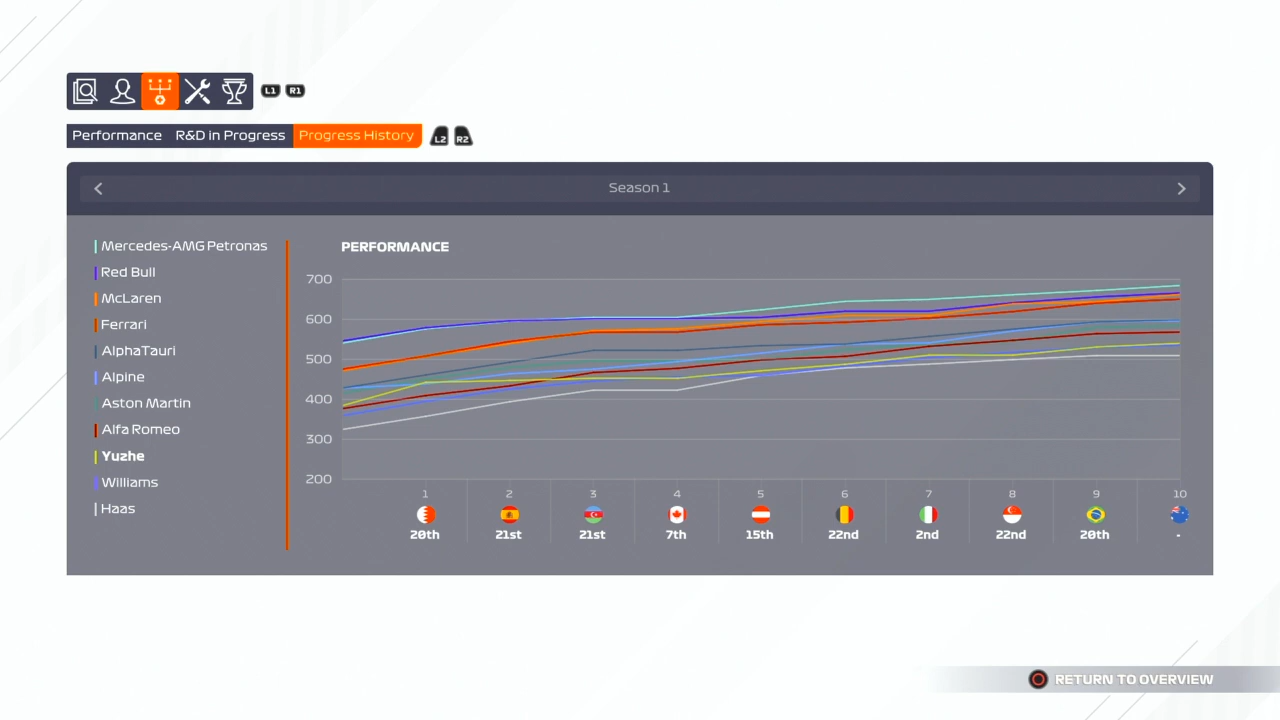 L1 R1
Performance R&D in Progress Progress History L2 R2
Season 1
Mercedes-AMG Petronas
Red Bull
McLaren
Ferrari
AlphaTauri
Alpine
Aston Martin
Alfa Romeo
Yuzhe
Williams
Haas
PERFORMANCE
700
600
500
400
300
200
1 2 3 4 5 6 7 8 9 10
20th 21st 21st 7th 15th 22nd 2nd 22nd 20th -
RETURN TO OVERVIEW